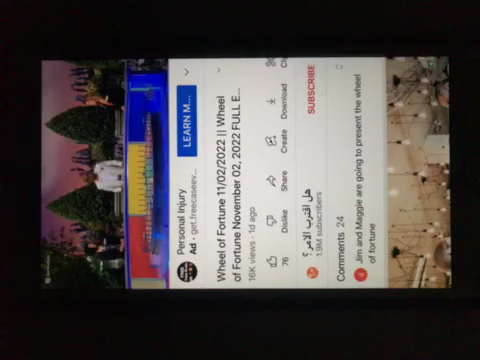 Personal Injury
Ad · get.freecaseev...
LEARN M...
Wheel of Fortune 11/02/2022 || Wheel
of Fortune November 02, 2022 FULL E...
16K views · 1d ago
76
Dislike
Share
Create
Download
هل اقترب الأمر؟
1.9M subscribers
SUBSCRIBE
Comments 24
Jim and Maggie are going to present the wheel
of fortune